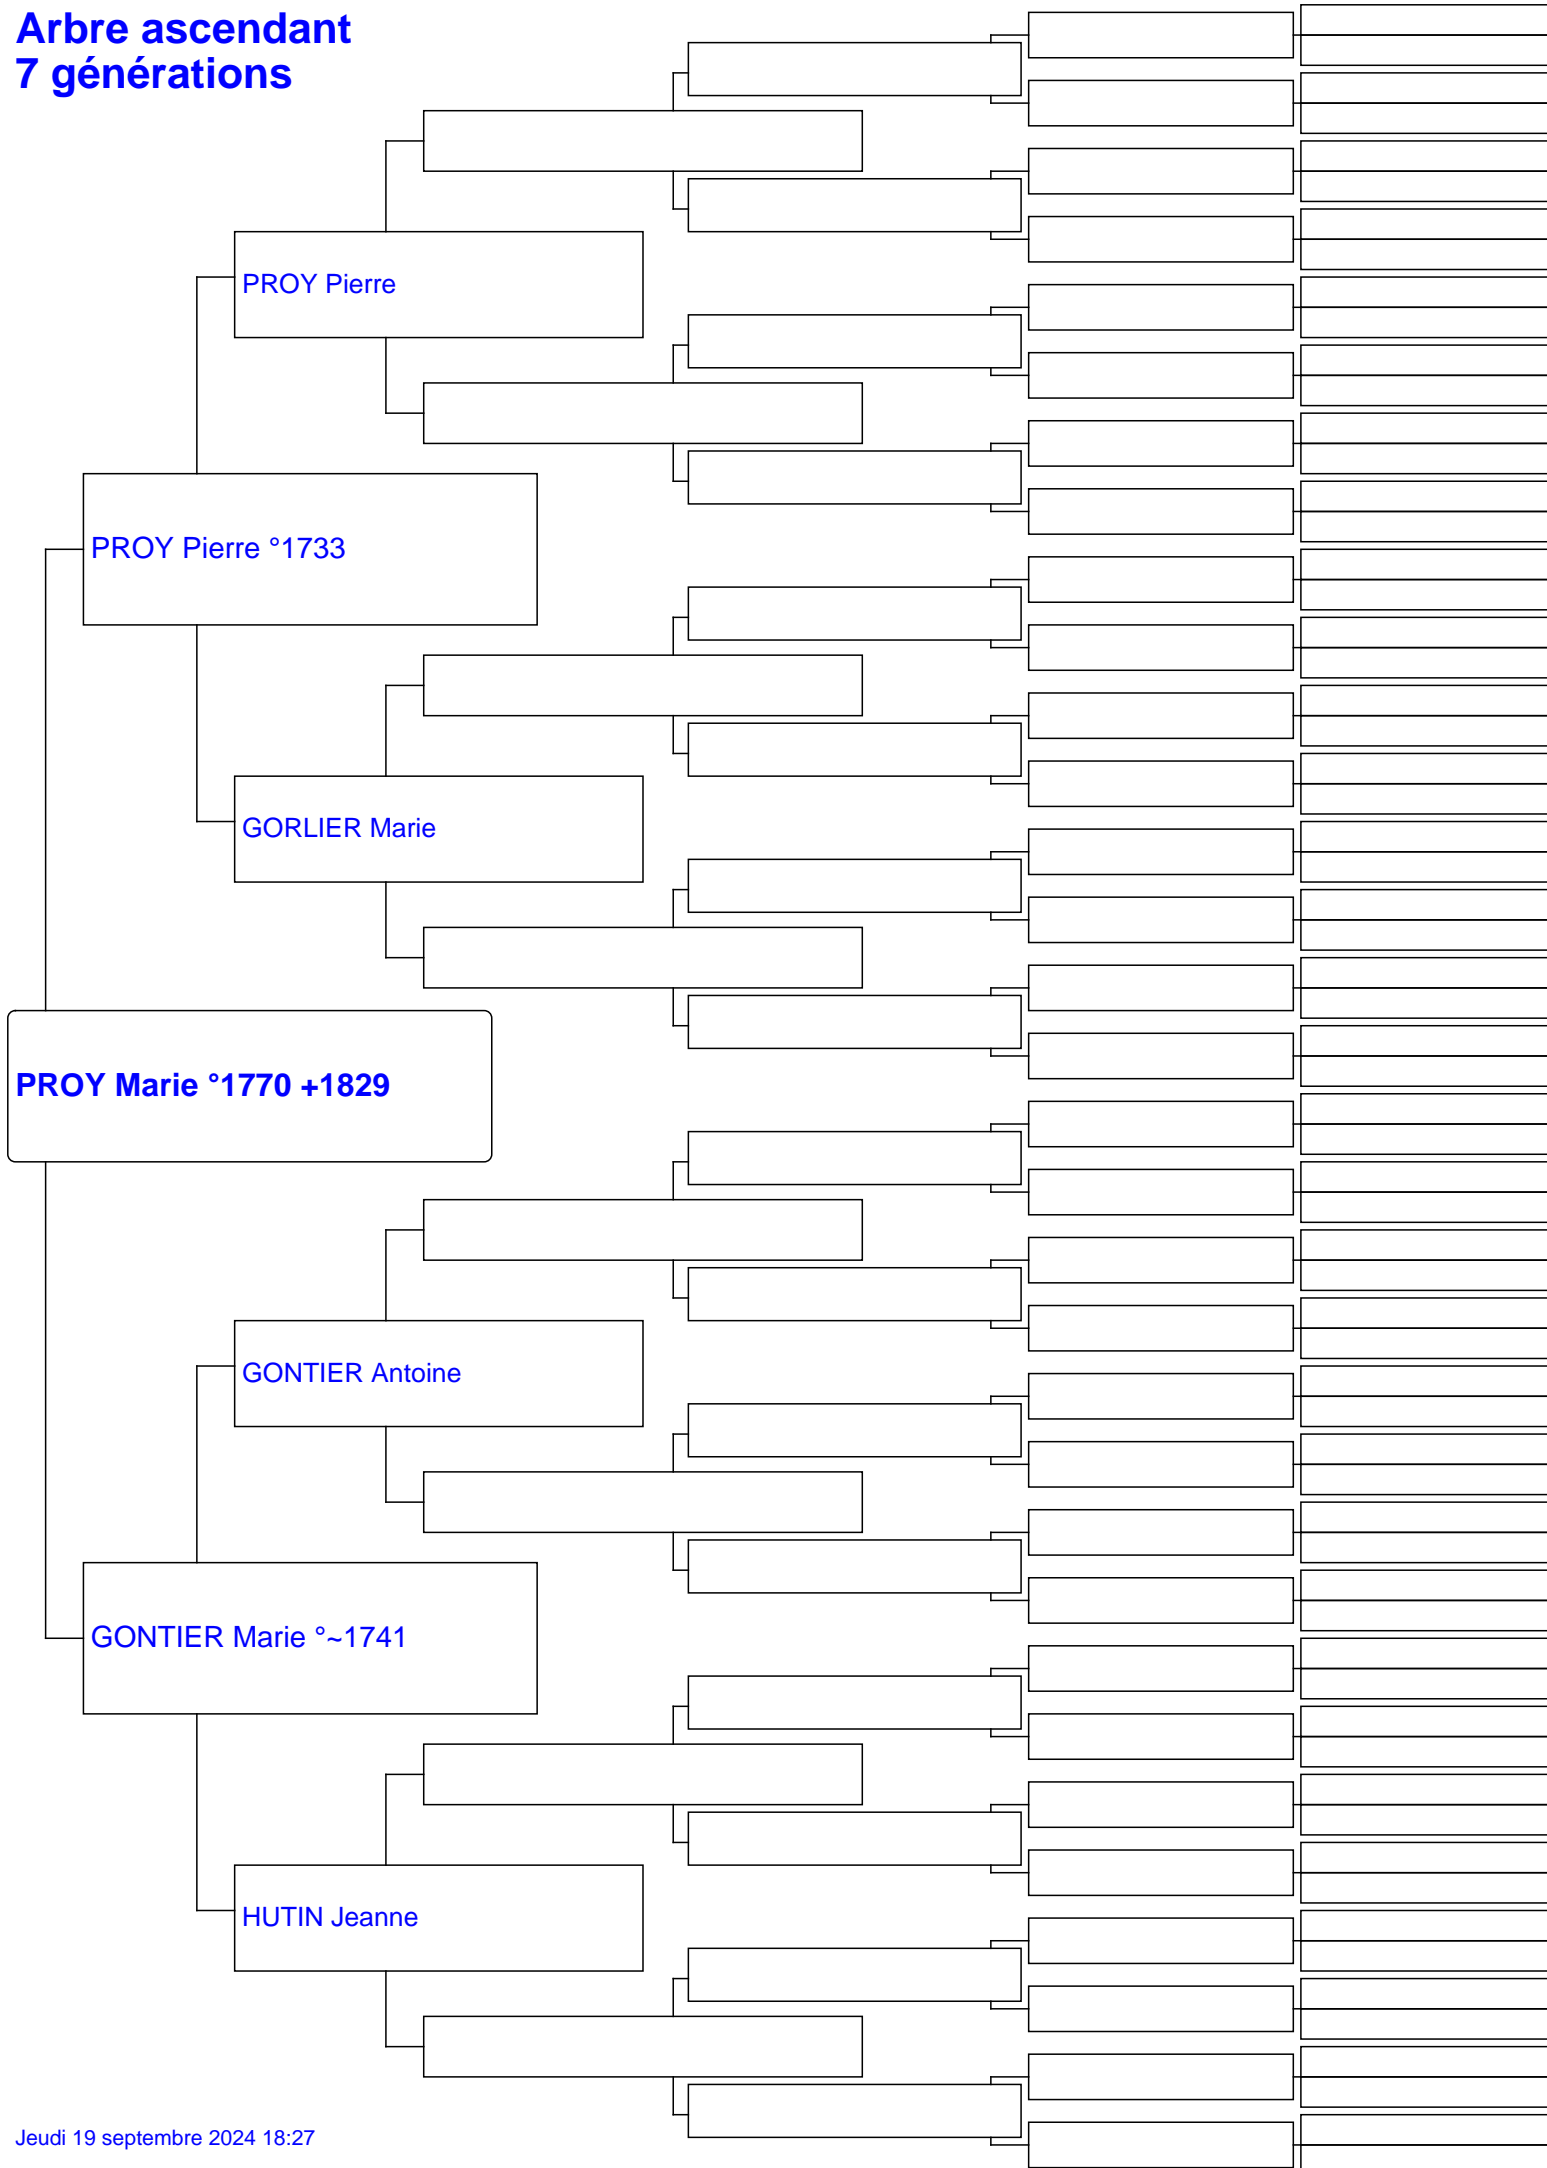 Arbre ascendant
7 générations
PROY Pierre
PROY Pierre °1733
GORLIER Marie
PROY Marie °1770 +1829
GONTIER Antoine
GONTIER Marie °~1741
HUTIN Jeanne
Jeudi 19 septembre 2024 18:27